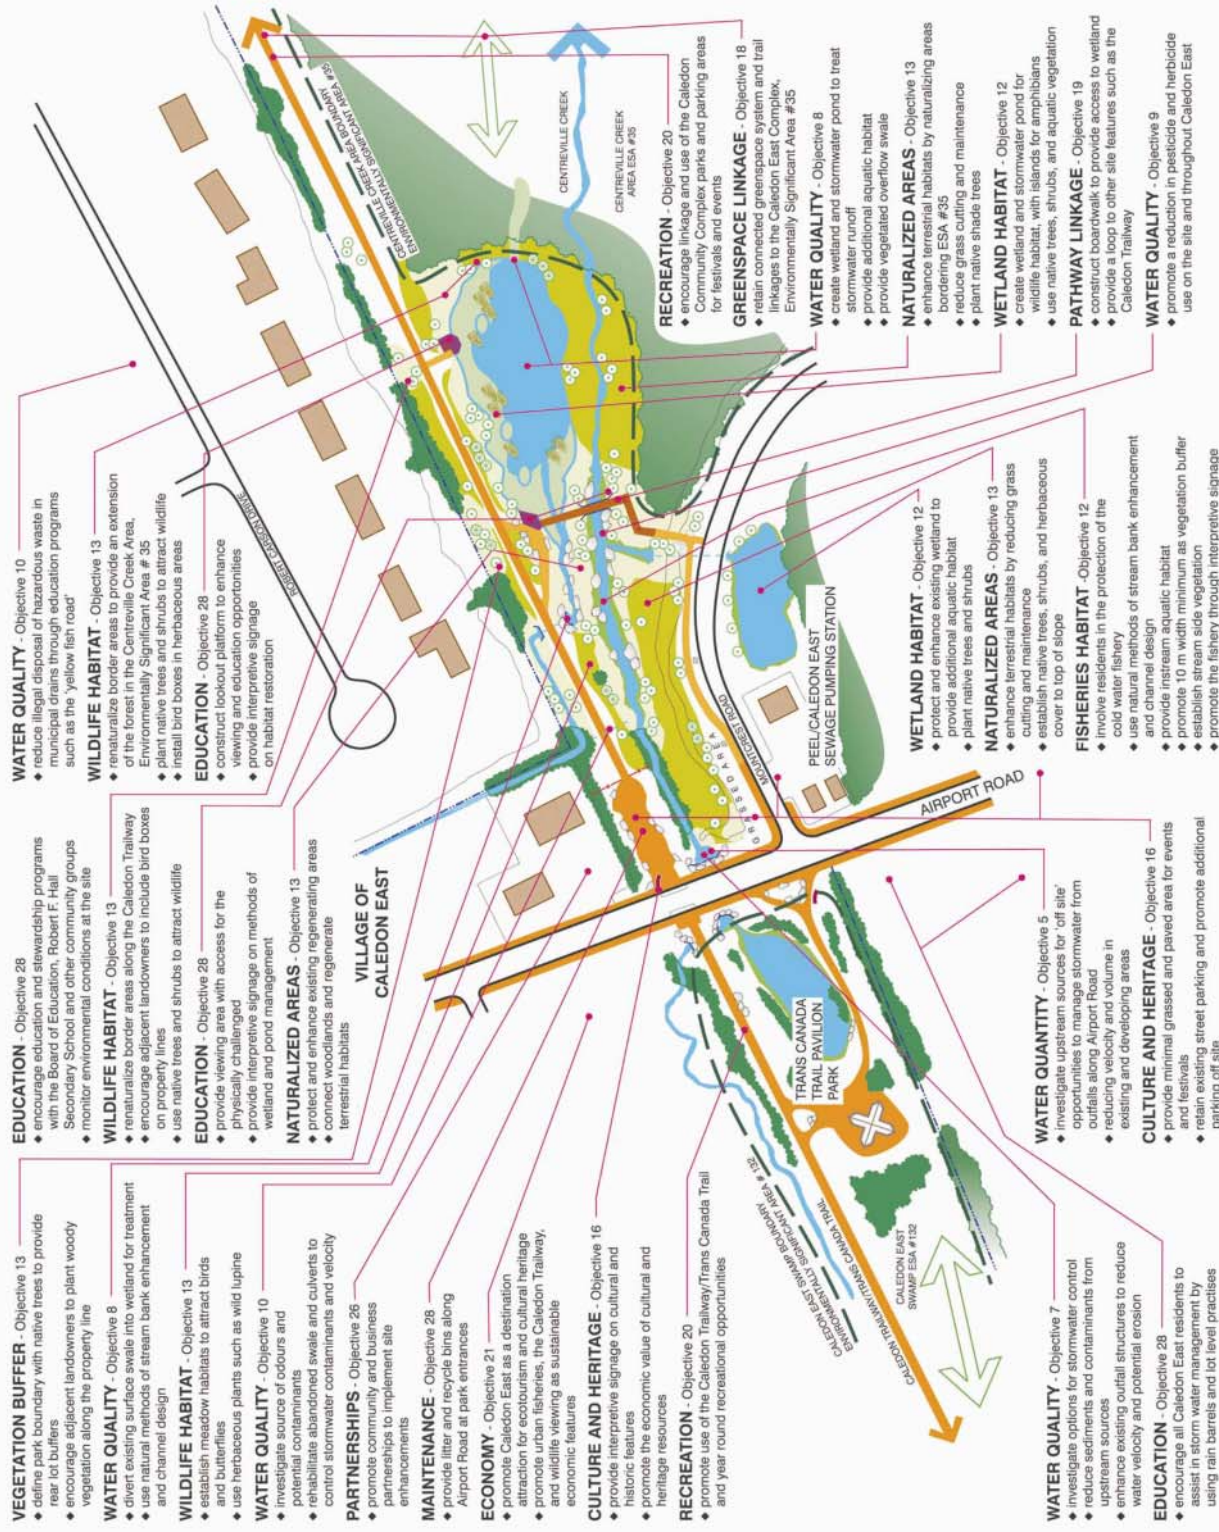 VEGETATION BUFFER - Objective 13
◆ define park boundary with native trees to provide
rear lot buffers
◆ encourage adjacent landowners to plant woody
vegetation along the property line
WATER QUALITY - Objective 8
◆ divert existing surface swale into wetland for treatment
◆ use natural methods of stream bank enhancement
and channel design
WILDLIFE HABITAT - Objective 13
◆ establish meadow habitats to attract birds
and butterflies
◆ use herbaceous plants such as wild lupine
WATER QUALITY - Objective 10
◆ investigate source of odours and
potential contaminants
◆ rehabilitate abandoned swale and culverts to
control stormwater contaminants and velocity
PARTNERSHIPS - Objective 26
◆ promote community and business
partnerships to implement site
enhancements
MAINTENANCE - Objective 28
◆ provide litter and recycle bins along
Airport Road at park entrances
ECONOMY - Objective 21
◆ promote Caledon East as a destination
attraction for ecotourism and cultural heritage
◆ promote urban fisheries, the Caledon Trailway,
and wildlife viewing as sustainable
economic features
CULTURE AND HERITAGE - Objective 16
◆ provide interpretive signage on cultural and
historic features
◆ promote the economic value of cultural and
heritage resources
RECREATION - Objective 20
◆ promote use of the Caledon Trailway/Trans Canada Trail
and year round recreational opportunities
WATER QUALITY - Objective 7
◆ investigate options for stormwater control
◆ reduce sediments and contaminants from
upstream sources
◆ enhance existing outfall structures to reduce
water velocity and potential erosion
EDUCATION - Objective 28
◆ encourage all Caledon East residents to
assist in storm water management by
using rain barrels and lot level practises
EDUCATION - Objective 28
◆ encourage education and stewardship programs
with the Board of Education, Robert F. Hall
Secondary School and other community groups
◆ monitor environmental conditions at the site
WILDLIFE HABITAT - Objective 13
◆ renaturalize border areas along the Caledon Trailway
◆ encourage adjacent landowners to include bird boxes
on property lines
◆ use native trees and shrubs to attract wildlife
EDUCATION - Objective 28
◆ provide viewing area with access for the
physically challenged
◆ provide interpretive signage on methods of
wetland and pond management
NATURALIZED AREAS - Objective 13
◆ protect and enhance existing regenerating areas
◆ connect woodlands and regenerate
terrestrial habitats
VILLAGE OF
CALEDON EAST
TRANS CANADA
TRAIL PAVILION
PARK
CALEDON EAST SWAMP BOUNDARY
ENVIRONMENTALLY SIGNIFICANT AREA # 132
CALEDON TRAILWAY/TRANS CANADA TRAIL
CALEDON EAST
SWAMP ESA #132
WATER QUANTITY - Objective 5
◆ investigate upstream sources for 'off site'
opportunities to manage stormwater from
outfalls along Airport Road
◆ reducing velocity and volume in
existing and developing areas
CULTURE AND HERITAGE - Objective 16
◆ provide minimal grassed and paved area for events
and festivals
◆ retain existing street parking and promote additional
parking off site
WATER QUALITY - Objective 10
◆ reduce illegal disposal of hazardous waste in
municipal drains through education programs
such as the 'yellow fish road'
WILDLIFE HABITAT - Objective 13
◆ renaturalize border areas to provide an extension
of the forest in the Centreville Creek Area,
Environmentally Significant Area # 35
◆ plant native trees and shrubs to attract wildlife
◆ install bird boxes in herbaceous areas
EDUCATION - Objective 28
◆ construct lookout platform to enhance
viewing and education opportunities
◆ provide interpretive signage
on habitat restoration
ROBERT CARSON DRIVE
GRASSED AREA
MOUNTCREST ROAD
AIRPORT ROAD
PEEL/CALEDON EAST
SEWAGE PUMPING STATION
WETLAND HABITAT - Objective 12
◆ protect and enhance existing wetland to
provide additional aquatic habitat
◆ plant native trees and shrubs
NATURALIZED AREAS - Objective 13
◆ enhance terrestrial habitats by reducing grass
cutting and maintenance
◆ establish native trees, shrubs, and herbaceous
cover to top of slope
FISHERIES HABITAT -Objective 12
◆ involve residents in the protection of the
cold water fishery
◆ use natural methods of stream bank enhancement
and channel design
◆ provide instream aquatic habitat
◆ promote 10 m width minimum as vegetation buffer
◆ establish stream side vegetation
◆ promote the fishery through interpretive signage
CENTREVILLE CREEK AREA BOUNDARY
ENVIRONMENTALLY SIGNIFICANT AREA #35
CENTREVILLE CREEK
CENTREVILLE CREEK
AREA ESA #35
RECREATION - Objective 20
◆ encourage linkage and use of the Caledon
Community Complex parks and parking areas
for festivals and events
GREENSPACE LINKAGE - Objective 18
◆ retain connected greenspace system and trail
linkages to the Caledon East Complex,
Environmentally Significant Area #35
WATER QUALITY - Objective 8
◆ create wetland and stormwater pond to treat
stormwater runoff
◆ provide additional aquatic habitat
◆ provide vegetated overflow swale
NATURALIZED AREAS - Objective 13
◆ enhance terrestrial habitats by naturalizing areas
bordering ESA #35
◆ reduce grass cutting and maintenance
◆ plant native shade trees
WETLAND HABITAT - Objective 12
◆ create wetland and stormwater pond for
wildlife habitat, with islands for amphibians
◆ use native trees, shrubs, and aquatic vegetation
PATHWAY LINKAGE - Objective 19
◆ construct boardwalk to provide access to wetland
◆ provide a loop to other site features such as the
Caledon Trailway
WATER QUALITY - Objective 9
◆ promote a reduction in pesticide and herbicide
use on the site and throughout Caledon East